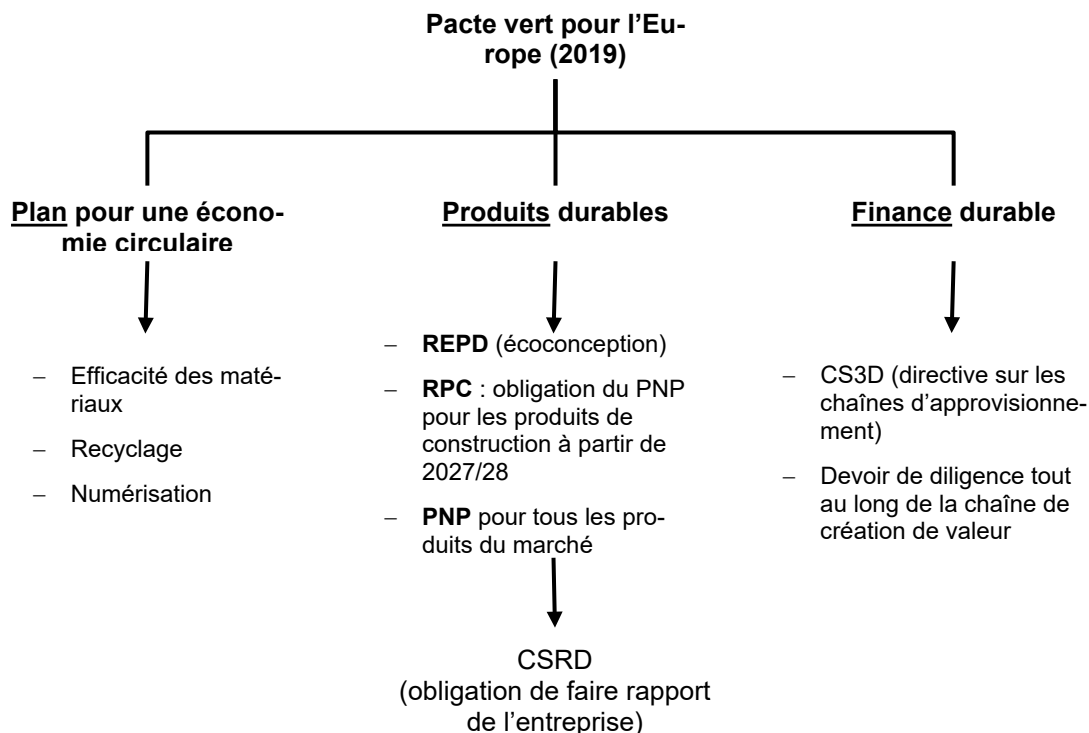 Pacte vert pour l’Eu-
rope (2019)
Plan pour une écono-
mie circulaire
Produits durables
Finance durable
– Efficacité des maté-
riaux
– Recyclage
– Numérisation
– REPD (écoconception)
– RPC : obligation du PNP
pour les produits de
construction à partir de
2027/28
– PNP pour tous les pro-
duits du marché
– CS3D (directive sur les
chaînes d’approvisionne-
ment)
– Devoir de diligence tout
au long de la chaîne de
création de valeur
CSRD
(obligation de faire rapport
de l’entreprise)